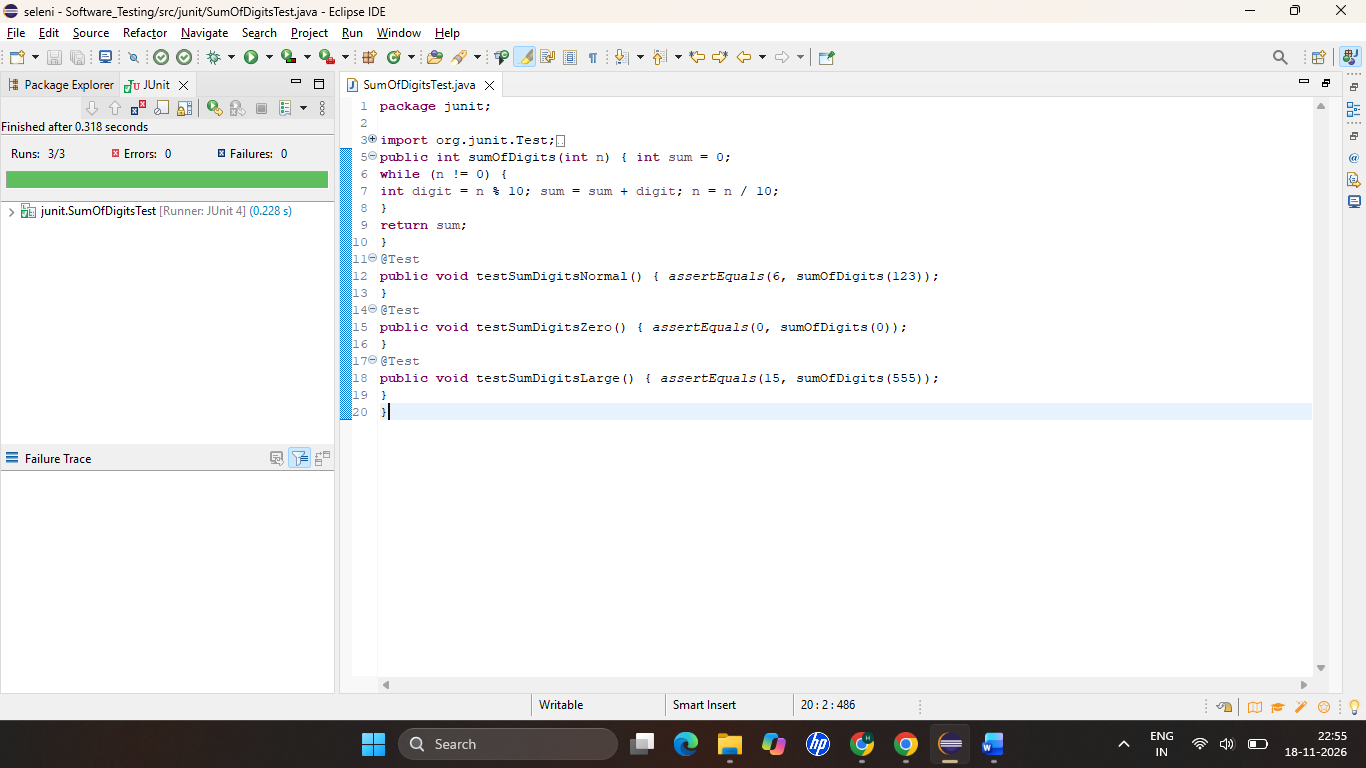 seleni - Software_Testing/src/junit/SumOfDigitsTest.java - Eclipse IDE
File Edit Source Refactor Navigate Search Project Run Window Help
Package Explorer JUnit
Finished after 0.318 seconds
Runs: 3/3 Errors: 0 Failures: 0
junit.SumOfDigitsTest [Runner: JUnit 4] (0.228 s)
Failure Trace
SumOfDigitsTest.java
1 package junit;
2
3 import org.junit.Test;
5 public int sumOfDigits(int n) { int sum = 0;
6 while (n != 0) {
7 int digit = n % 10; sum = sum + digit; n = n / 10;
8 }
9 return sum;
10 }
11 @Test
12 public void testSumDigitsNormal() { assertEquals(6, sumOfDigits(123));
13 }
14 @Test
15 public void testSumDigitsZero() { assertEquals(0, sumOfDigits(0));
16 }
17 @Test
18 public void testSumDigitsLarge() { assertEquals(15, sumOfDigits(555));
19 }
20 }
Writable Smart Insert 20 : 2 : 486
Search
ENG
IN
22:55
18-11-2026